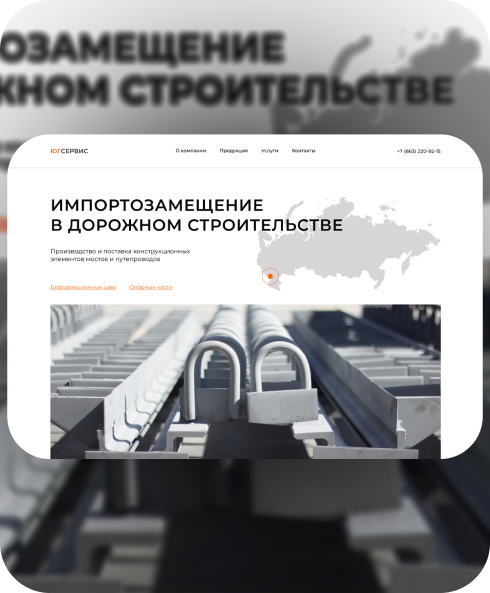 ОЗАМЕЩЕНИЕ
ЖНОМ СТРОИТЕЛЬСТВЕ
ЮГСЕРВИС
О компании Продукция Услуги Контакты
+7 (863) 220-92-15
ИМПОРТОЗАМЕЩЕНИЕ
В ДОРОЖНОМ СТРОИТЕЛЬСТВЕ
Производство и поставка конструкционных
элементов мостов и путепроводов
Деформационные швы Опорные части